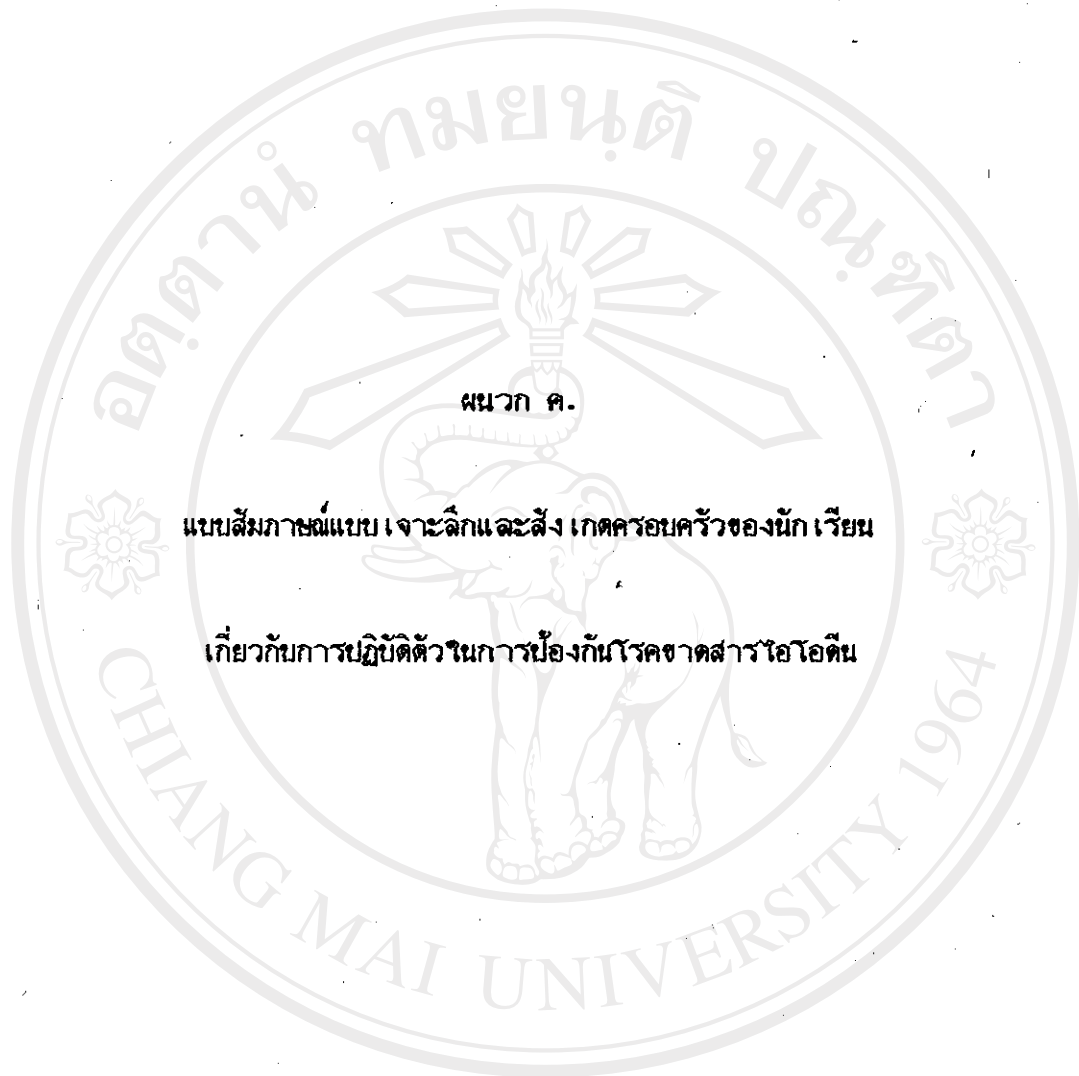 ผนวก ค.
แบบสัมภาษณ์แบบเจาะลึกและสังเกตครอบครัวของนักเรียน
เกี่ยวกับการปฏิบัติตัวในการป้องกันโรคขาดสารไอโอดีน
อตฺตานํ ทมยนฺติ ปณฺฑิตา
CHIANG MAI UNIVERSITY 1964